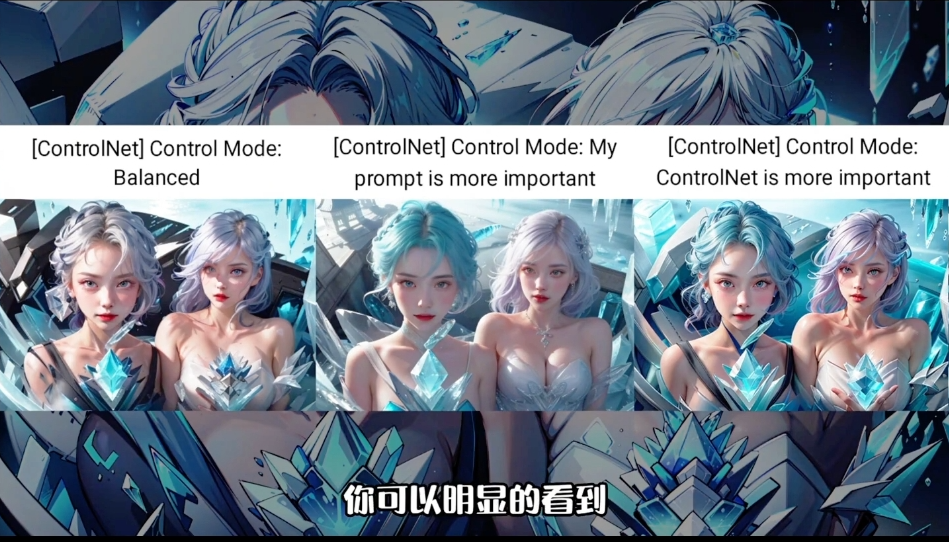 [ControlNet] Control Mode:
Balanced
[ControlNet] Control Mode: My
prompt is more important
[ControlNet] Control Mode:
ControlNet is more important
你可以明显的看到